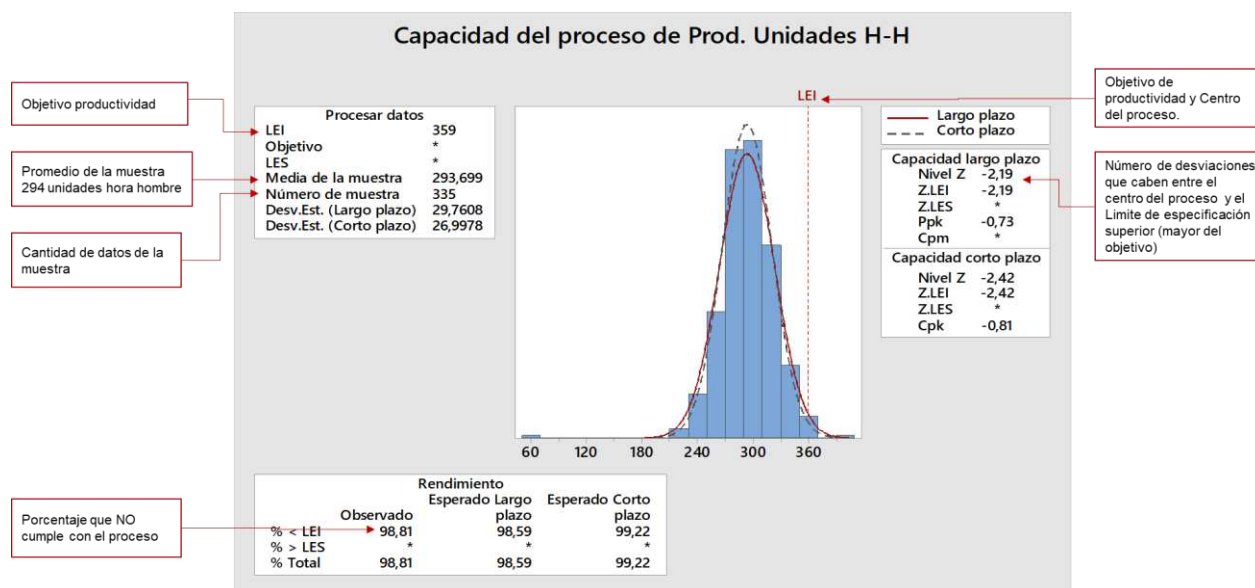 Capacidad del proceso de Prod. Unidades H-H
Objetivo productividad
Promedio de la muestra
294 unidades hora hombre
Cantidad de datos de la
muestra
Procesar datos
LEI 359
Objetivo *
LES *
Media de la muestra 293,699
Número de muestra 335
Desv.Est. (Largo plazo) 29,7608
Desv.Est. (Corto plazo) 26,9978
LEI
60 120 180 240 300 360
Largo plazo
Corto plazo
Capacidad largo plazo
Nivel Z -2,19
Z.LEI -2,19
Z.LES *
Ppk -0,73
Cpm *
Capacidad corto plazo
Nivel Z -2,42
Z.LEI -2,42
Z.LES *
Cpk -0,81
Objetivo de
productividad y Centro
del proceso.
Número de desviaciones
que caben entre el
centro del proceso y el
Limite de especificación
superior (mayor del
objetivo)
Porcentaje que NO
cumple con el proceso
Rendimiento
Esperado Largo Esperado Corto
Observado plazo plazo
% < LEI 98,81 98,59 99,22
% > LES * * *
% Total 98,81 98,59 99,22